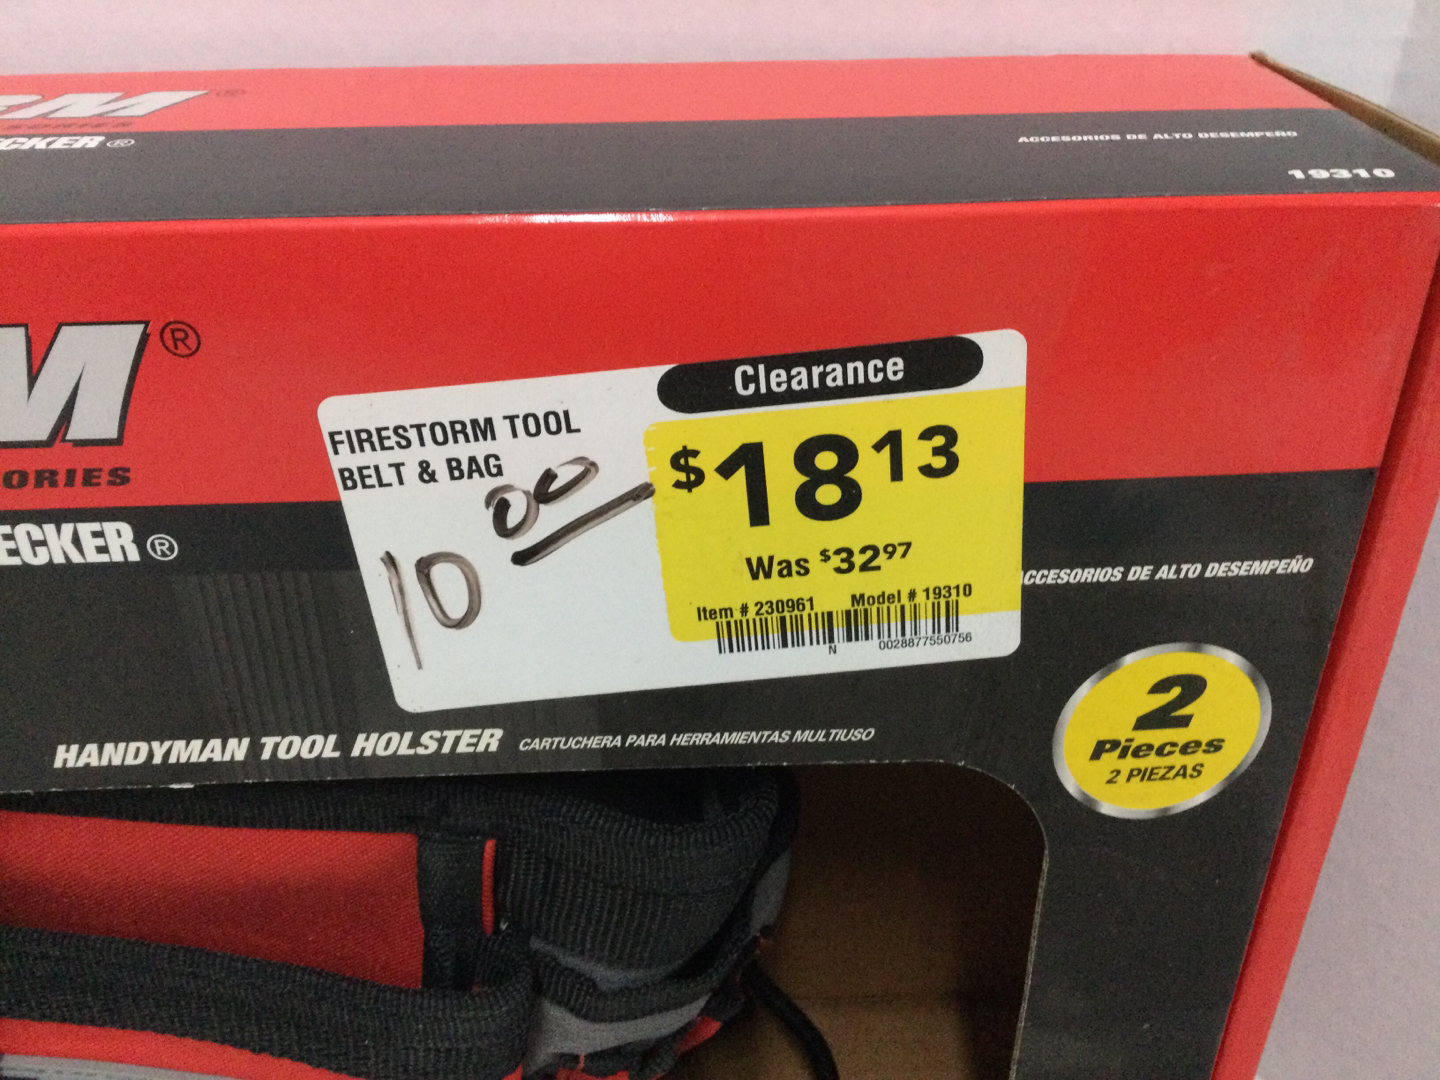 M®
ECKER®
ACCESORIOS DE ALTO DESEMPEÑO
19310
M®
ORIES
ECKER®
Clearance
FIRESTORM TOOL
BELT & BAG
$18 13
10 00
Was $32 97
Item # 230961 Model # 19310
N 0028877550756
ACCESORIOS DE ALTO DESEMPEÑO
HANDYMAN TOOL HOLSTER CARTUCHERA PARA HERRAMIENTAS MULTIUSO
2
Pieces
2 PIEZAS